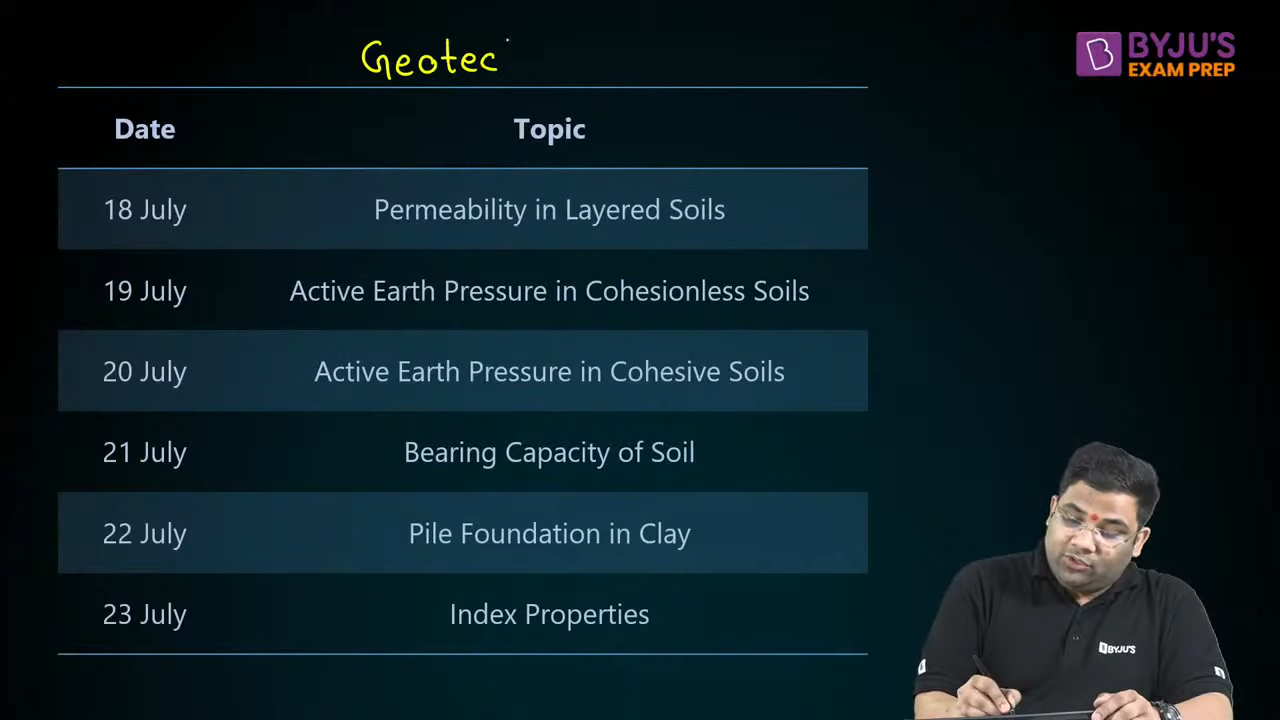 Geotec
BYJU'S
EXAM PREP
Date Topic
18 July Permeability in Layered Soils
19 July Active Earth Pressure in Cohesionless Soils
20 July Active Earth Pressure in Cohesive Soils
21 July Bearing Capacity of Soil
22 July Pile Foundation in Clay
23 July Index Properties
BYJU'S